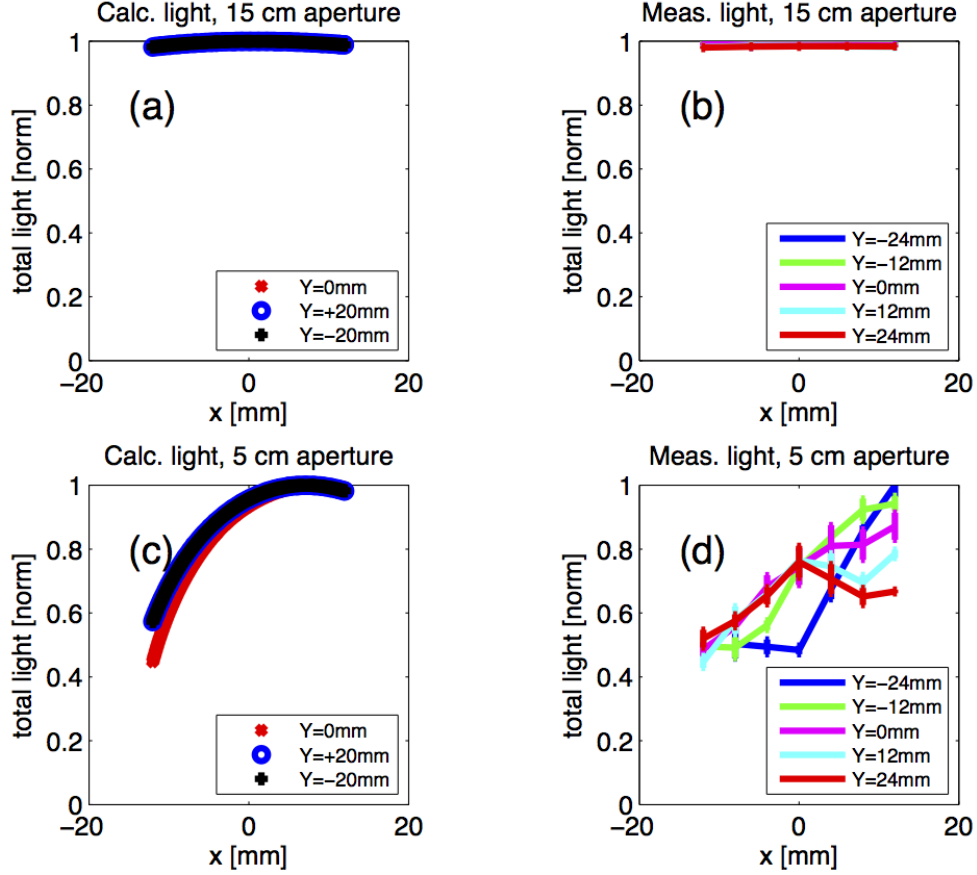 Calc. light, 15 cm aperture
1
0.8
0.6
0.4
0.2
0
−20
0
20
x [mm]
total light [norm]
(a)
Y=0mm
Y=+20mm
Y=−20mm
Meas. light, 15 cm aperture
1
0.8
0.6
0.4
0.2
0
−20
0
20
x [mm]
total light [norm]
(b)
Y=−24mm
Y=−12mm
Y=0mm
Y=12mm
Y=24mm
Calc. light, 5 cm aperture
1
0.8
0.6
0.4
0.2
0
−20
0
20
x [mm]
total light [norm]
(c)
Y=0mm
Y=+20mm
Y=−20mm
Meas. light, 5 cm aperture
1
0.8
0.6
0.4
0.2
0
−20
0
20
x [mm]
total light [norm]
(d)
Y=−24mm
Y=−12mm
Y=0mm
Y=12mm
Y=24mm